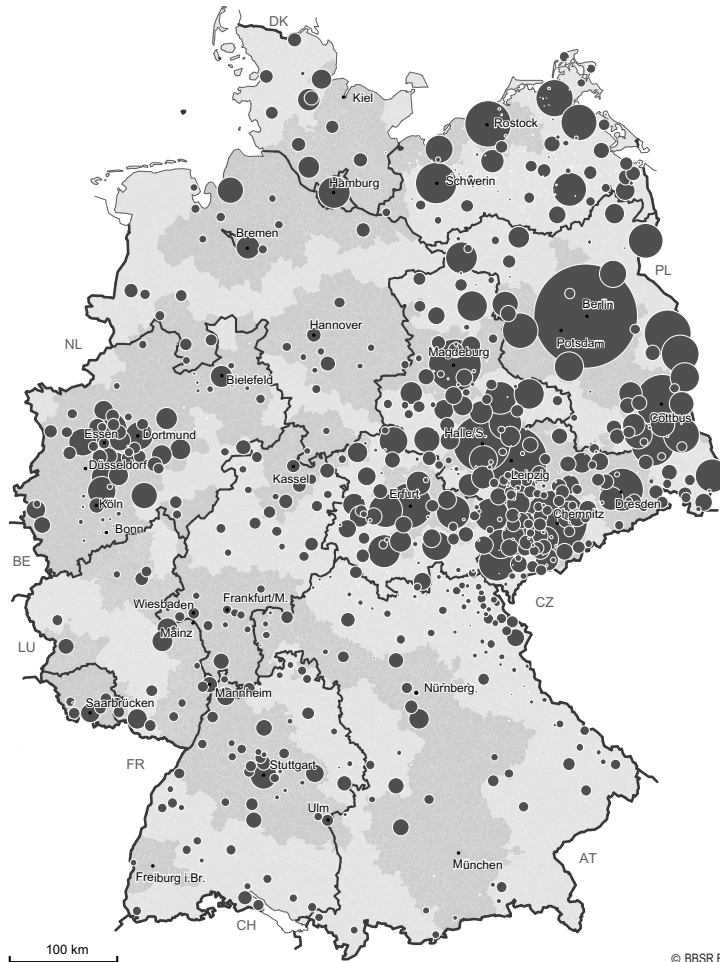 DK
Kiel
Rostock
Hamburg
Schwerin
Bremen
PL
Berlin
Hannover
NL
Potsdam
Magdeburg
Bielefeld
Cottbus
Essen
Dortmund
Halle/S.
Düsseldorf
Kassel
Leipzig
Erfurt
Dresden
Köln
Chemnitz
Bonn
BE
Wiesbaden
Frankfurt/M.
CZ
Mainz
LU
Mannheim
Nürnberg
Saarbrücken
FR
Stuttgart
Ulm
München
AT
Freiburg i.Br.
CH
100 km
© BBSR